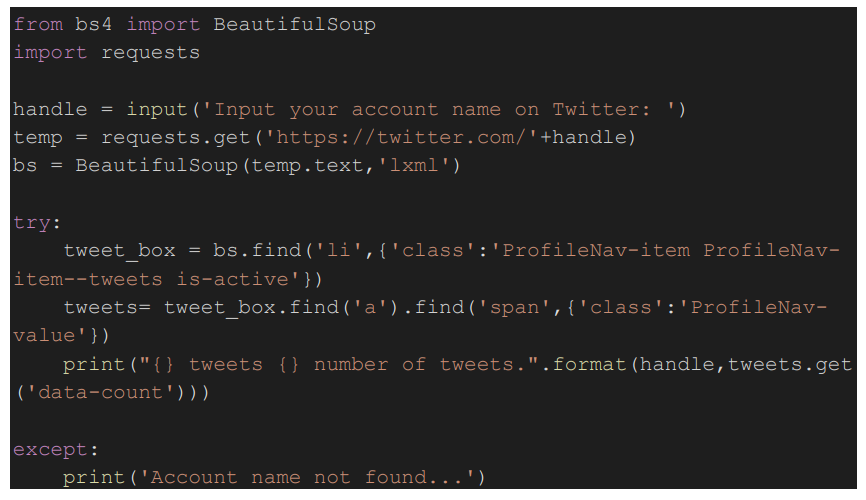 from bs4 import BeautifulSoup
import requests
handle = input('Input your account name on Twitter: ')
temp = requests.get('https://twitter.com/'+handle)
bs = BeautifulSoup(temp.text,'lxml')
try:
    tweet_box = bs.find('li',{'class':'ProfileNav-item ProfileNav-
item--tweets is-active'})
    tweets= tweet_box.find('a').find('span',{'class':'ProfileNav-
value'})
    print("{} tweets {} number of tweets.".format(handle,tweets.get
('data-count')))
except:
    print('Account name not found...')